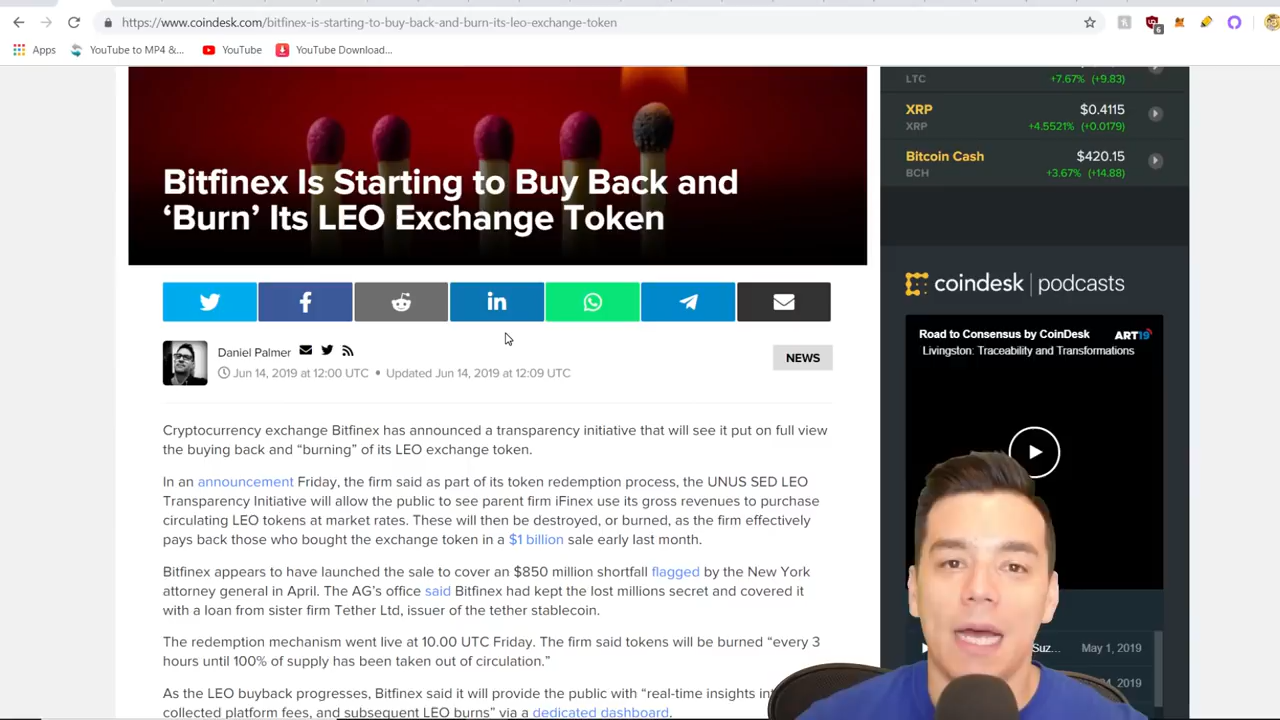 https://www.coindesk.com/bitfinex-is-starting-to-buy-back-and-burn-its-leo-exchange-token
6
Apps
YouTube to MP4 &...
YouTube
YouTube Download...
Bitfinex Is Starting to Buy Back and
‘Burn’ Its LEO Exchange Token
Daniel Palmer
Jun 14, 2019 at 12:00 UTC • Updated Jun 14, 2019 at 12:09 UTC
NEWS
Cryptocurrency exchange Bitfinex has announced a transparency initiative that will see it put on full view
the buying back and “burning” of its LEO exchange token.
In an announcement Friday, the firm said as part of its token redemption process, the UNUS SED LEO
Transparency Initiative will allow the public to see parent firm iFinex use its gross revenues to purchase
circulating LEO tokens at market rates. These will then be destroyed, or burned, as the firm effectively
pays back those who bought the exchange token in a $1 billion sale early last month.
Bitfinex appears to have launched the sale to cover an $850 million shortfall flagged by the New York
attorney general in April. The AG’s office said Bitfinex had kept the lost millions secret and covered it
with a loan from sister firm Tether Ltd, issuer of the tether stablecoin.
The redemption mechanism went live at 10.00 UTC Friday. The firm said tokens will be burned “every 3
hours until 100% of supply has been taken out of circulation.”
As the LEO buyback progresses, Bitfinex said it will provide the public with “real-time insights
collected platform fees, and subsequent LEO burns” via a dedicated dashboard.
LTC
+7.67% (+9.83)
XRP
$0.4115
XRP
+4.5521% (+0.0179)
Bitcoin Cash
$420.15
BCH
+3.67% (+14.88)
coindesk | podcasts
Road to Consensus by CoinDesk
ART19
Livingston: Traceability and Transformations
Suz...
May 1, 2019
2019